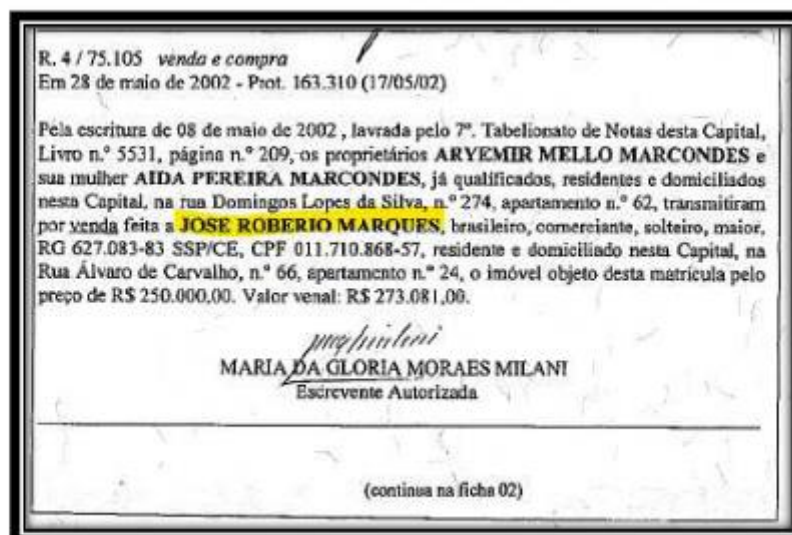 R. 4 / 75.105 venda e compra
Em 28 de maio de 2002 - Prot. 163.310 (17/05/02)
Pela escritura de 08 de maio de 2002 , lavrada pelo 7º. Tabelionato de Notas desta Capital,
Livro n.º 5531, página n.º 209, os proprietários ARYEMIR MELLO MARCONDES e
sua mulher AIDA PEREIRA MARCONDES, já qualificados, residentes e domiciliados
nesta Capital, na rua Domingos Lopes da Silva, n.º 274, apartamento n.º 62, transmitiram
por venda feita a JOSE ROBERIO MARQUES, brasileiro, comerciante, solteiro, maior,
RG 627.083-83 SSP/CE, CPF 011.710.868-57, residente e domiciliado nesta Capital, na
Rua Álvaro de Carvalho, n.º 66, apartamento n.º 24, o imóvel objeto desta matrícula pelo
preço de R$ 250.000,00. Valor venal: R$ 273.081,00.
MARIA DA GLORIA MORAES MILANI
Escrevente Autorizada
(continua na ficha 02)